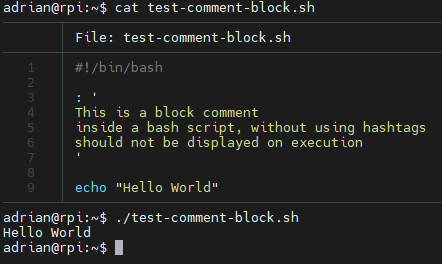 adrian@rpi:~$ cat test-comment-block.sh
File: test-comment-block.sh
1 #!/bin/bash
2
3 : '
4 This is a block comment
5 inside a bash script, without using hashtags
6 should not be displayed on execution
7 '
8
9 echo "Hello World"
adrian@rpi:~$ ./test-comment-block.sh
Hello World
adrian@rpi:~$